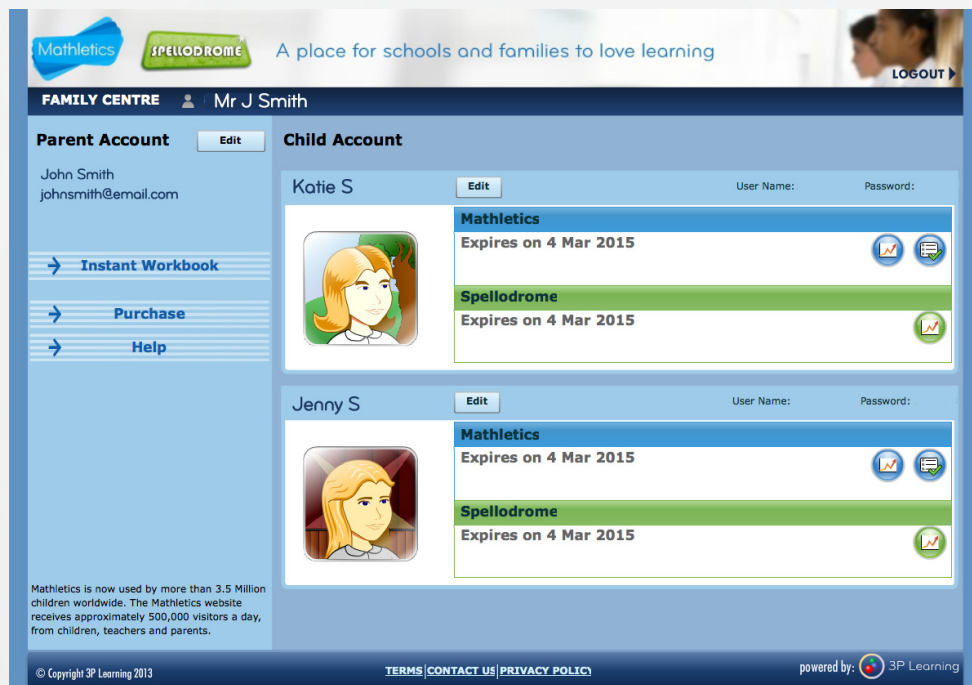 Mathletics
SPELLODROME
A place for schools and families to love learning
LOGOUT
FAMILY CENTRE Mr J Smith
Parent Account Edit
John Smith
johnsmith@email.com
Instant Workbook
Purchase
Help
Mathletics is now used by more than 3.5 Million
children worldwide. The Mathletics website
receives approximately 500,000 visitors a day,
from children, teachers and parents.
Child Account
Katie S Edit User Name: Password:
Mathletics
Expires on 4 Mar 2015
Spellodrome
Expires on 4 Mar 2015
Jenny S Edit User Name: Password:
Mathletics
Expires on 4 Mar 2015
Spellodrome
Expires on 4 Mar 2015
© Copyright 3P Learning 2013
TERMS|CONTACT US|PRIVACY POLICY
powered by: 3P Learning